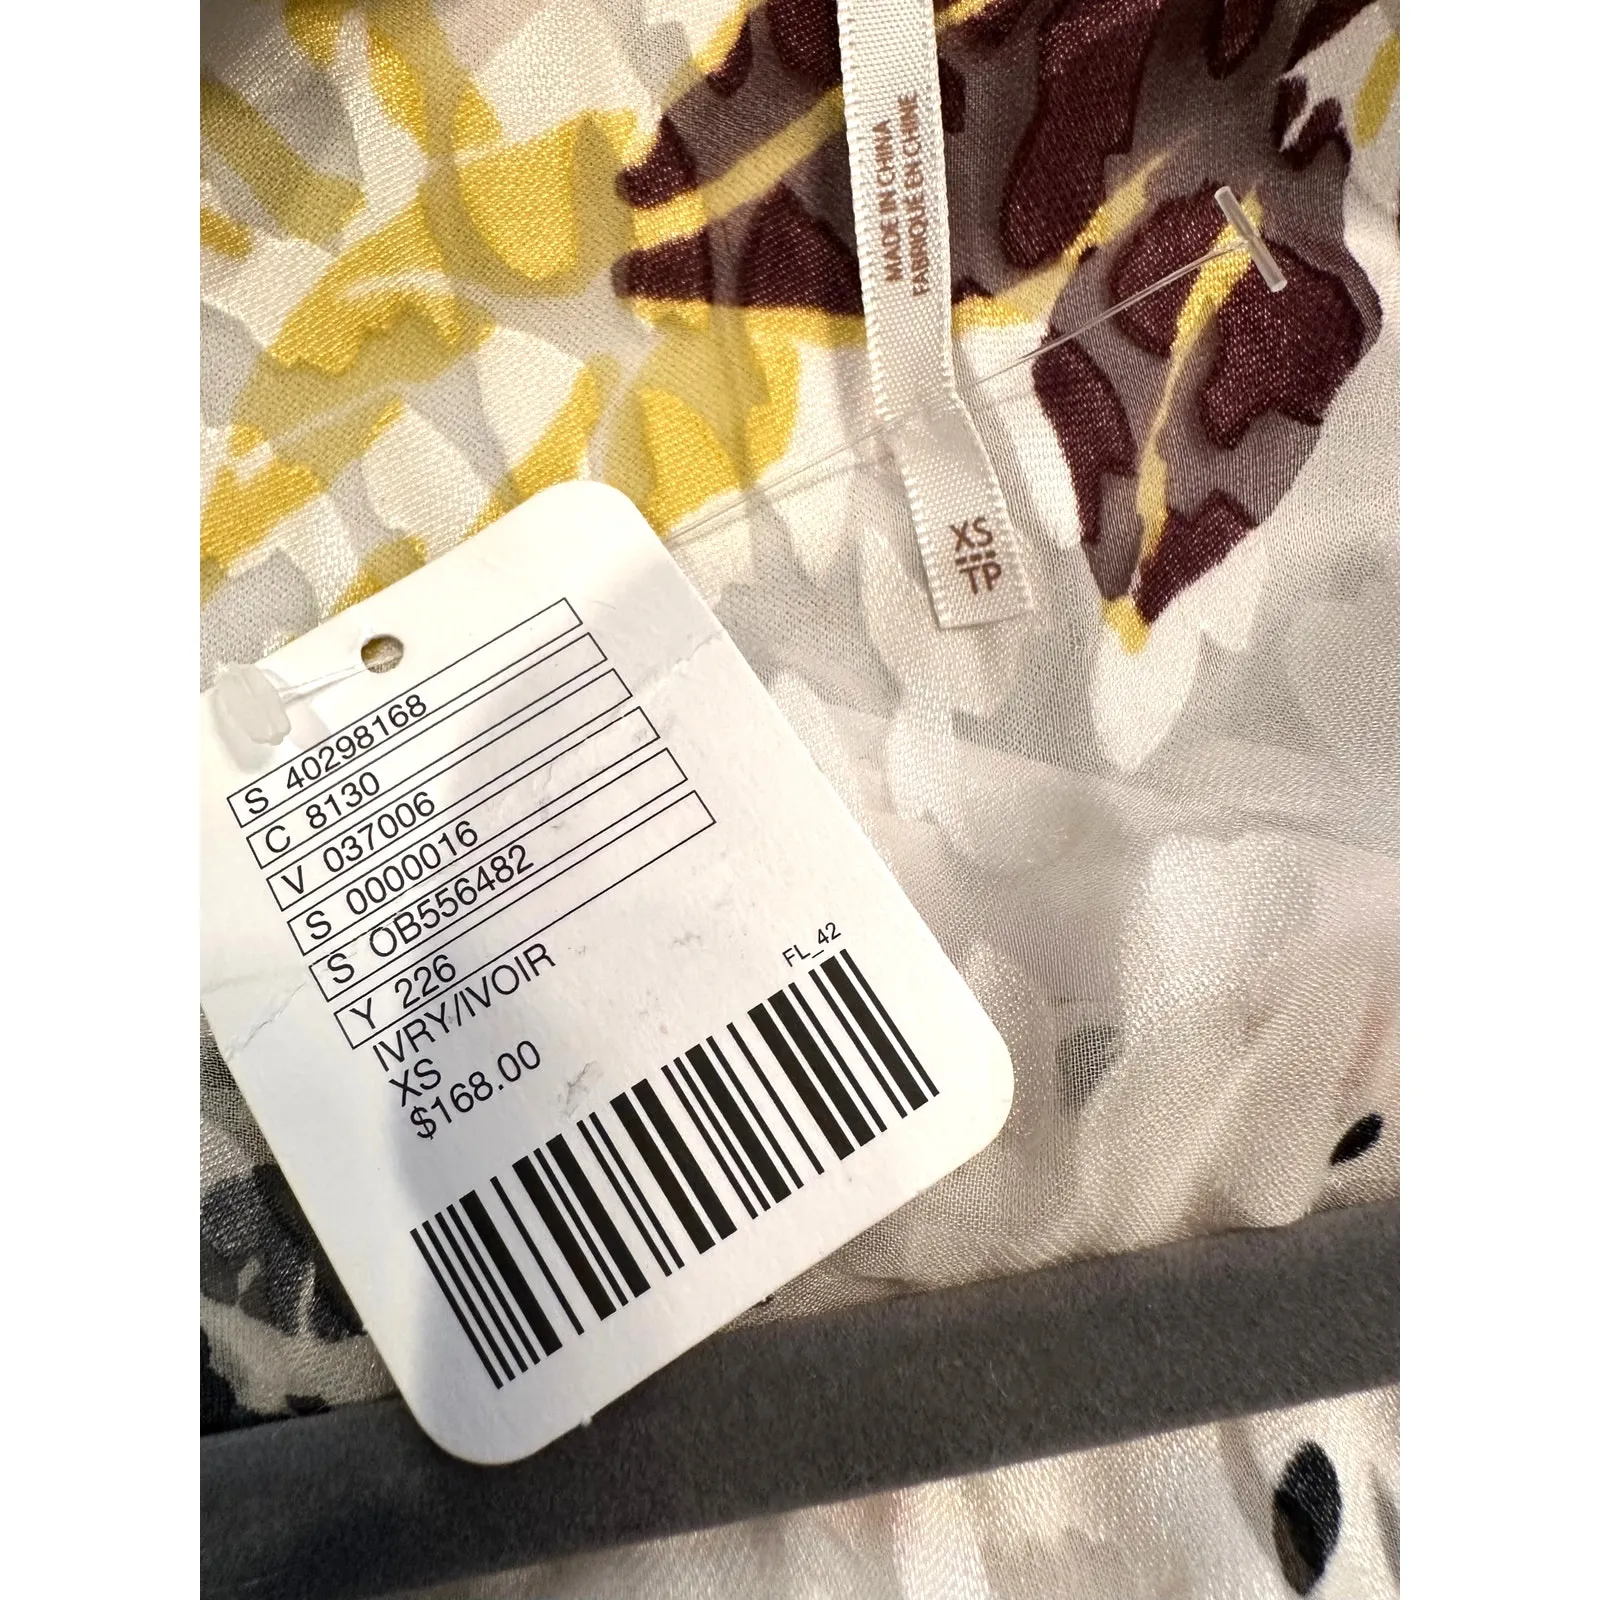 MADE IN CHINA
FABRIQUE EN CHINE
XS
TP
S 40298168
C 8130
V 037006
S 0000016
S OB556482
Y 226
IVRY/IVOIR
XS
$168.00
FL_42